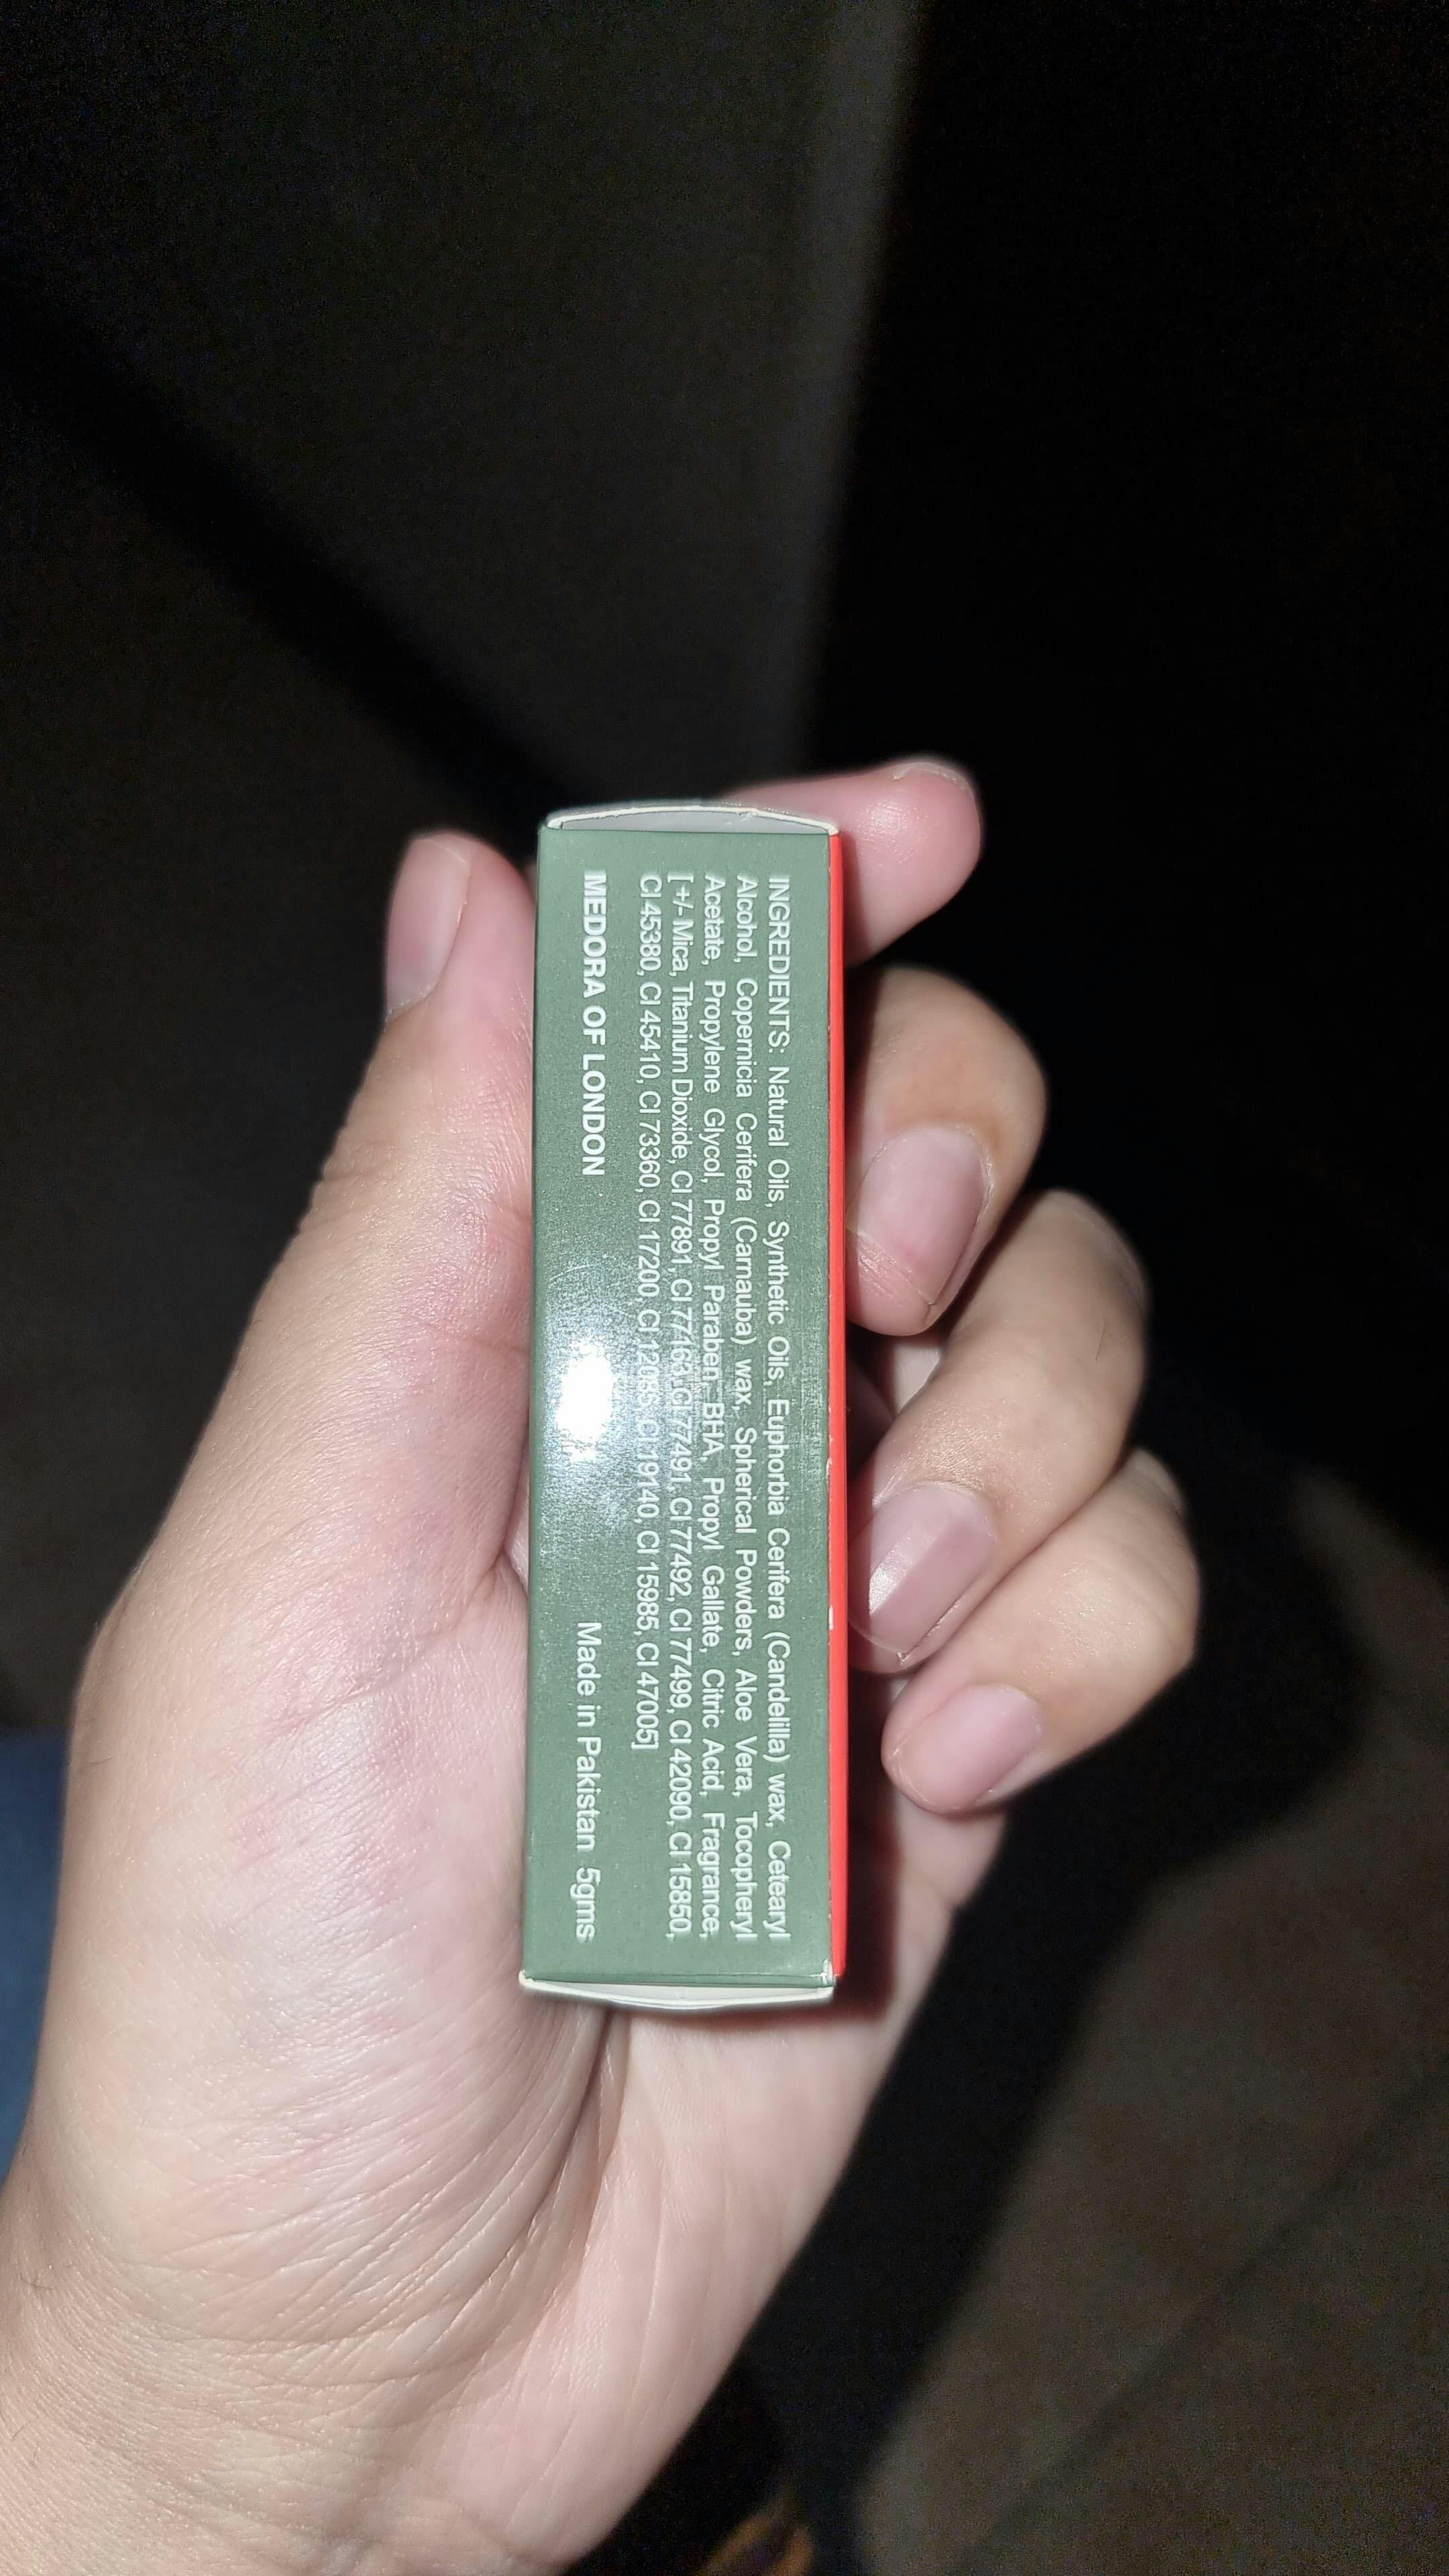 INGREDIENTS: Natural Oils, Synthetic Oils, Euphorbia Cerifera (Candelilla) wax, Cetearyl
Alcohol, Copernicia Cerifera (Carnauba) wax, Spherical Powders, Aloe Vera, Tocopheryl
Acetate, Propylene Glycol, Propyl Paraben, BHA, Propyl Gallate, Citric Acid, Fragrance,
[ +/- Mica, Titanium Dioxide, CI 77891, CI 77163, CI 77491, CI 77492, CI 77499, CI 42090, CI 15850,
CI 45380, CI 45410, CI 73360, CI 17200, CI 12085, CI 19140, CI 15985, CI 47005]
MEDORA OF LONDON Made in Pakistan 5gms